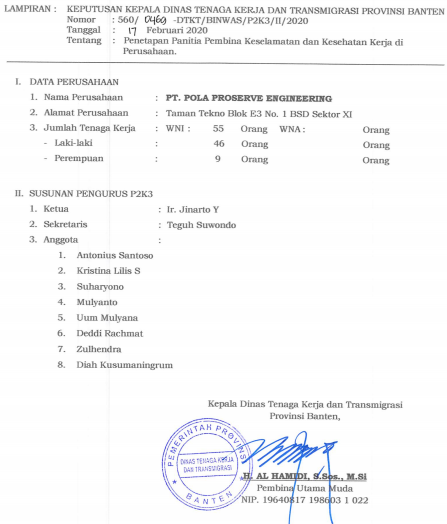 LAMPIRAN : KEPUTUSAN KEPALA DINAS TENAGA KERJA DAN TRANSMIGRASI PROVINSI BANTEN
Nomor : 560/ 0469 -DTKT/BINWAS/P2K3/II/2020
Tanggal : 17 Februari 2020
Tentang : Penetapan Panitia Pembina Keselamatan dan Kesehatan Kerja di
Perusahaan.
I. DATA PERUSAHAAN
1. Nama Perusahaan : PT. POLA PROSERVE ENGINEERING
2. Alamat Perusahaan : Taman Tekno Blok E3 No. 1 BSD Sektor XI
3. Jumlah Tenaga Kerja : WNI : 55 Orang WNA : Orang
- Laki-laki : 46 Orang Orang
- Perempuan : 9 Orang Orang
II. SUSUNAN PENGURUS P2K3
1. Ketua : Ir. Jinarto Y
2. Sekretaris : Teguh Suwondo
3. Anggota :
1. Antonius Santoso
2. Kristina Lilis S
3. Suharyono
4. Mulyanto
5. Uum Mulyana
6. Deddi Rachmat
7. Zulhendra
8. Diah Kusumaningrum
Kepala Dinas Tenaga Kerja dan Transmigrasi
Provinsi Banten,
PEMERINTAH PROVINSI
DINAS TENAGA KERJA
DAN TRANSMIGRASI
BANTEN
H. AL HAMIDI, S.Sos., M.Si
Pembina Utama Muda
NIP. 19640817 198603 1 022